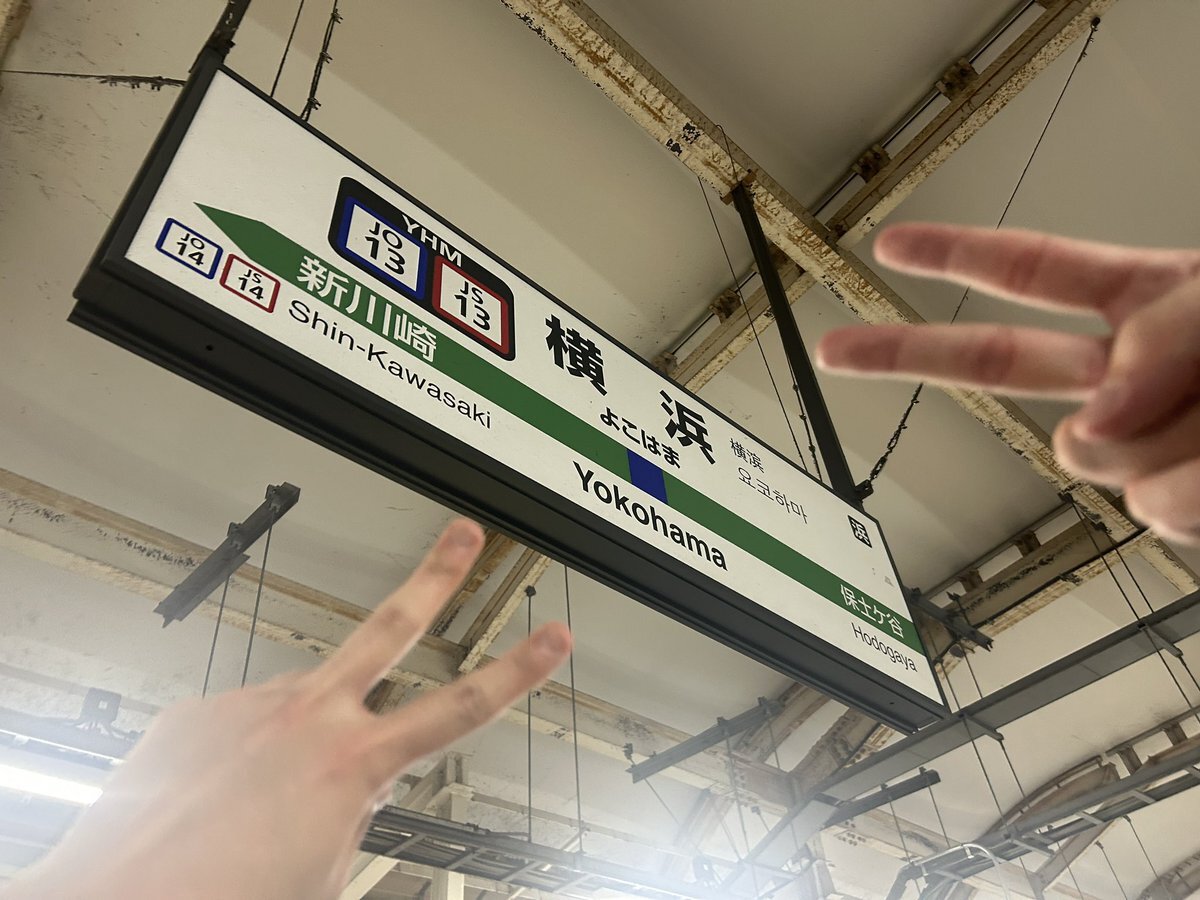 YHM
JO 13
JS 13
横浜
よこはま
Yokohama
横滨
요코하마
浜
JO 14
JS 14
新川崎
Shin-Kawasaki
保土ケ谷
Hodogaya